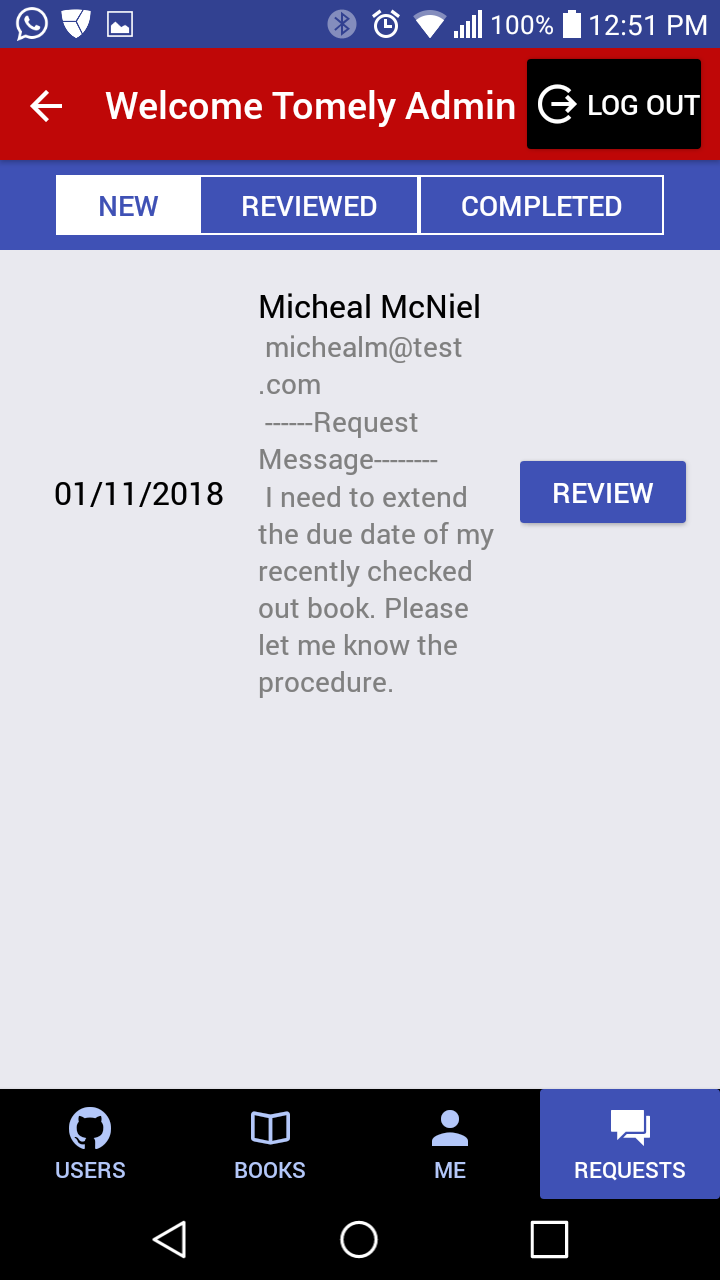 100% 12:51 PM
Welcome Tomely Admin
LOG OUT
NEW
REVIEWED
COMPLETED
01/11/2018
Micheal McNiel
michealm@test
.com
------Request
Message--------
I need to extend
the due date of my
recently checked
out book. Please
let me know the
procedure.
REVIEW
USERS
BOOKS
ME
REQUESTS